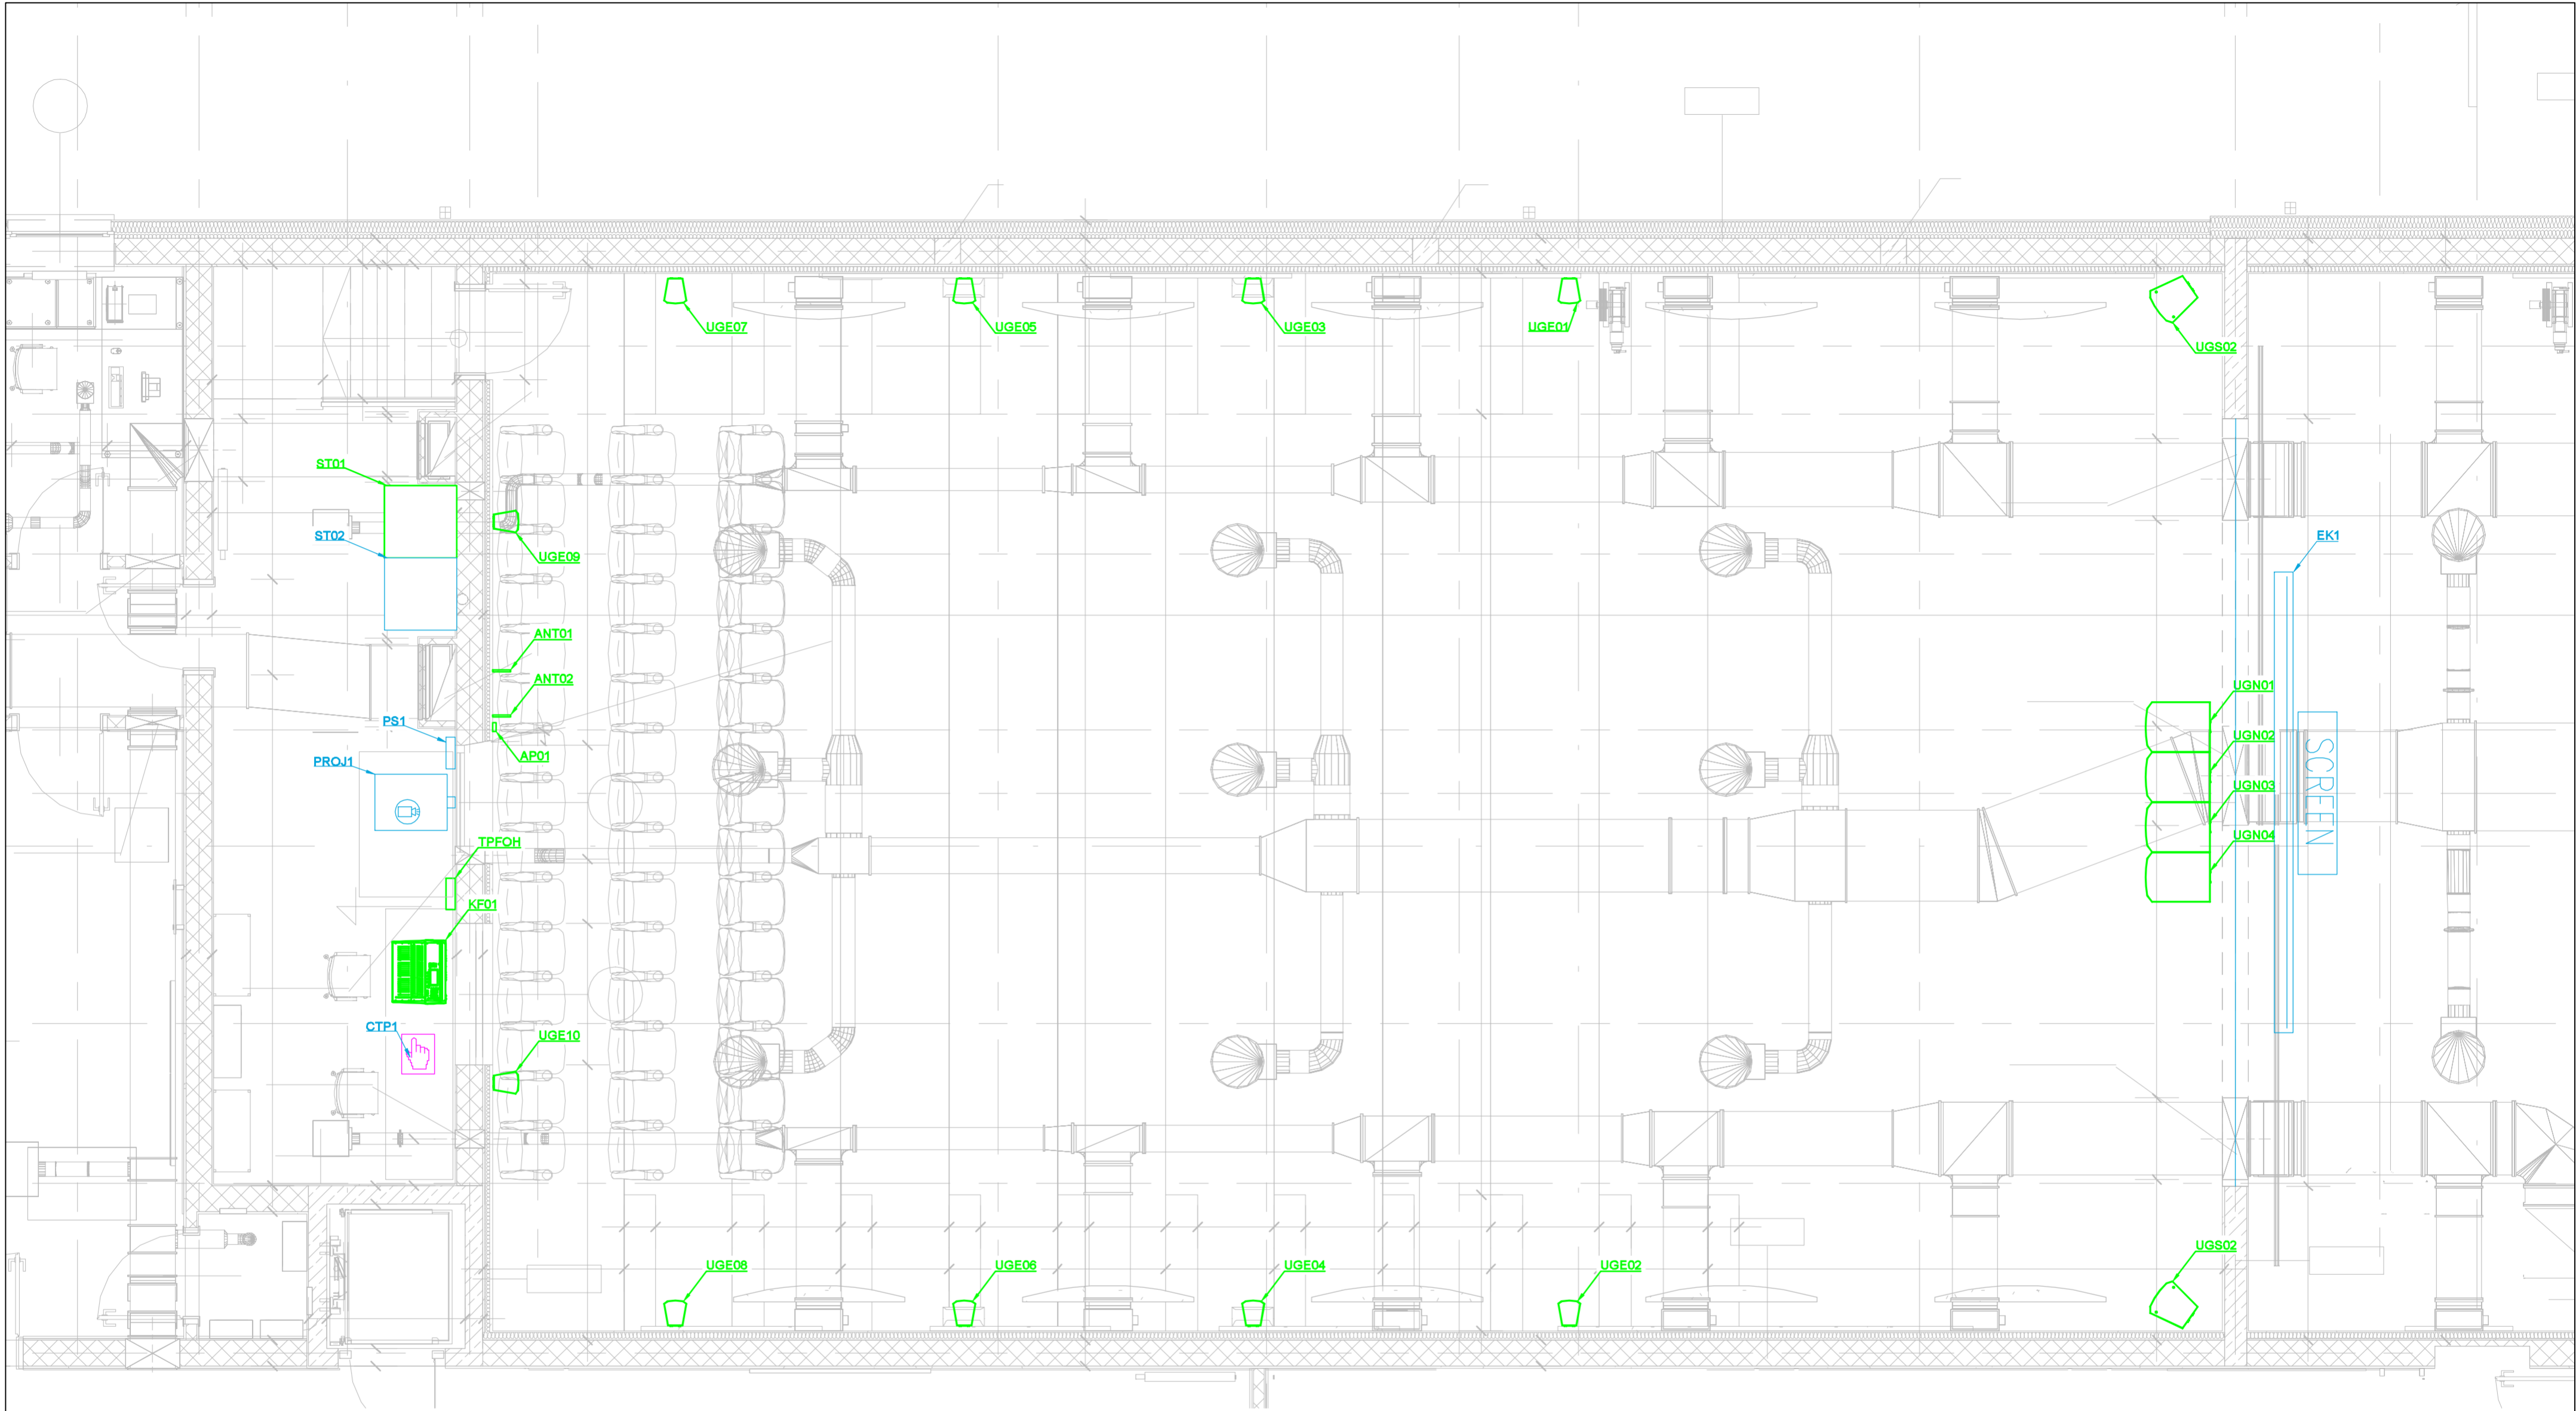 UGE07
UGE05
UGE03
UGE01
UGS02
ST01
ST02
UGE09
EK1
ANT01
ANT02
UGN01
PS1
UGN02
AP01
PROJ1
UGN03
SCREEN
UGN04
TPFOH
KF01
CTP1
UGE10
UGS02
UGE08
UGE06
UGE04
UGE02